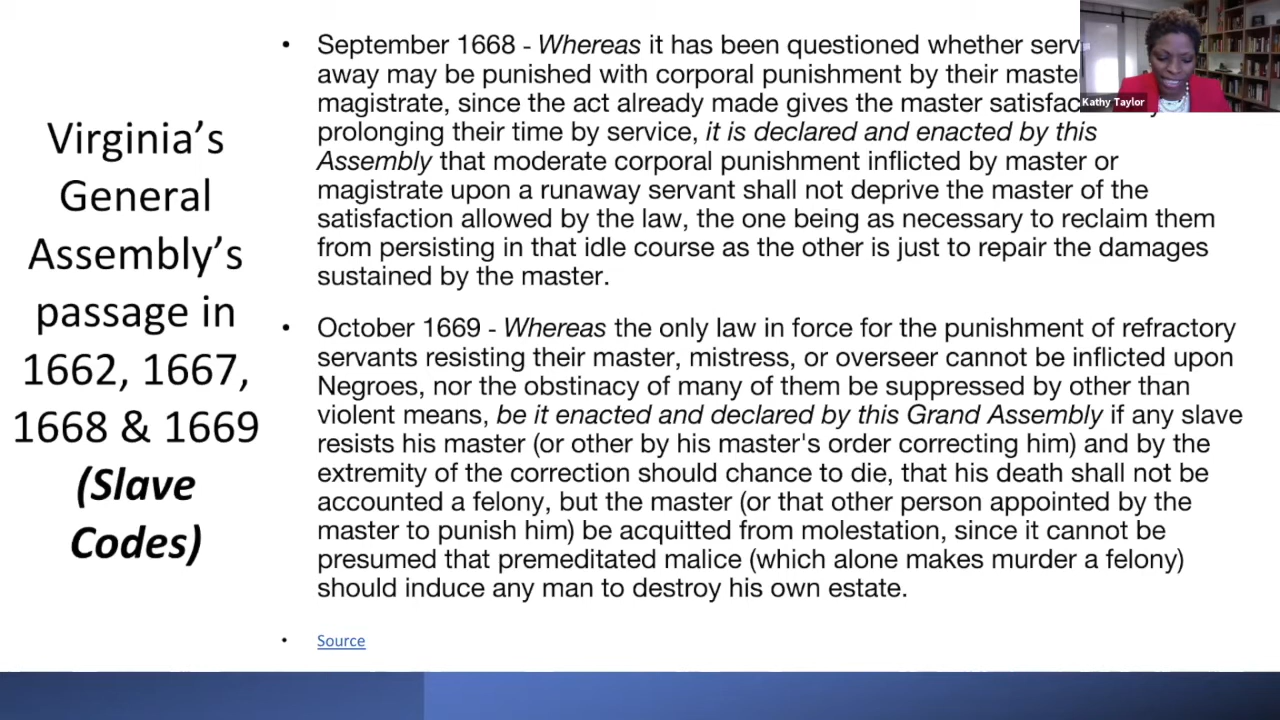 Virginia's
General
Assembly's
passage in
1662, 1667,
1668 & 1669
(Slave
Codes)
• September 1668 - Whereas it has been questioned whether
away may be punished with corporal punishment by their
magistrate, since the act already made gives the master
prolonging their time by service, it is declared and enacted by this
Assembly that moderate corporal punishment inflicted by master or
magistrate upon a runaway servant shall not deprive the master of the
satisfaction allowed by the law, the one being as necessary to reclaim them
from persisting in that idle course as the other is just to repair the damages
sustained by the master.
• October 1669 - Whereas the only law in force for the punishment of refractory
servants resisting their master, mistress, or overseer cannot be inflicted upon
Negroes, nor the obstinacy of many of them be suppressed by other than
violent means, be it enacted and declared by this Grand Assembly if any slave
resists his master (or other by his master's order correcting him) and by the
extremity of the correction should chance to die, that his death shall not be
accounted a felony, but the master (or that other person appointed by the
master to punish him) be acquitted from molestation, since it cannot be
presumed that premeditated malice (which alone makes murder a felony)
should induce any man to destroy his own estate.
• Source
Kathy Taylor